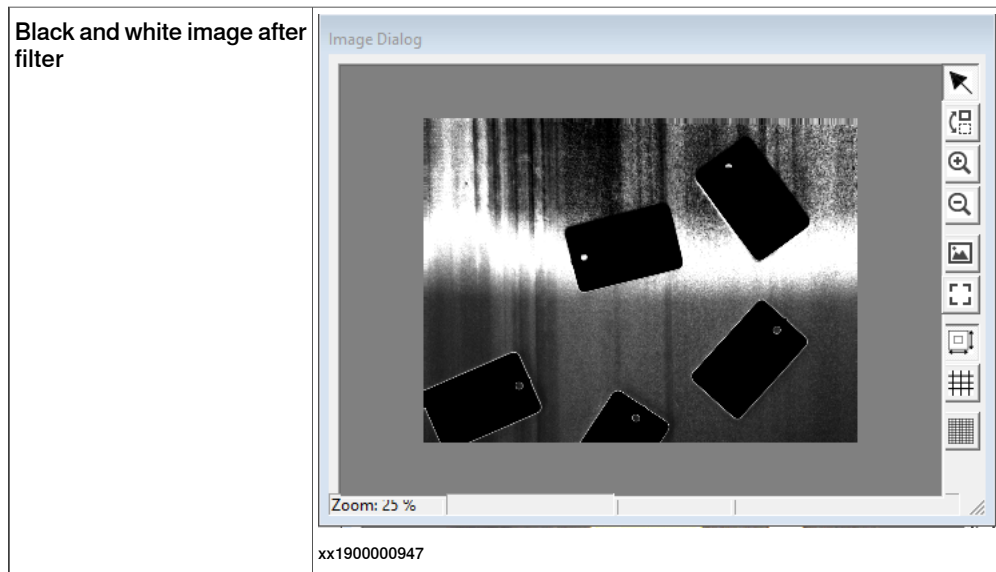 Black and white image after
filter
Image Dialog
Zoom: 25 %
xx1900000947